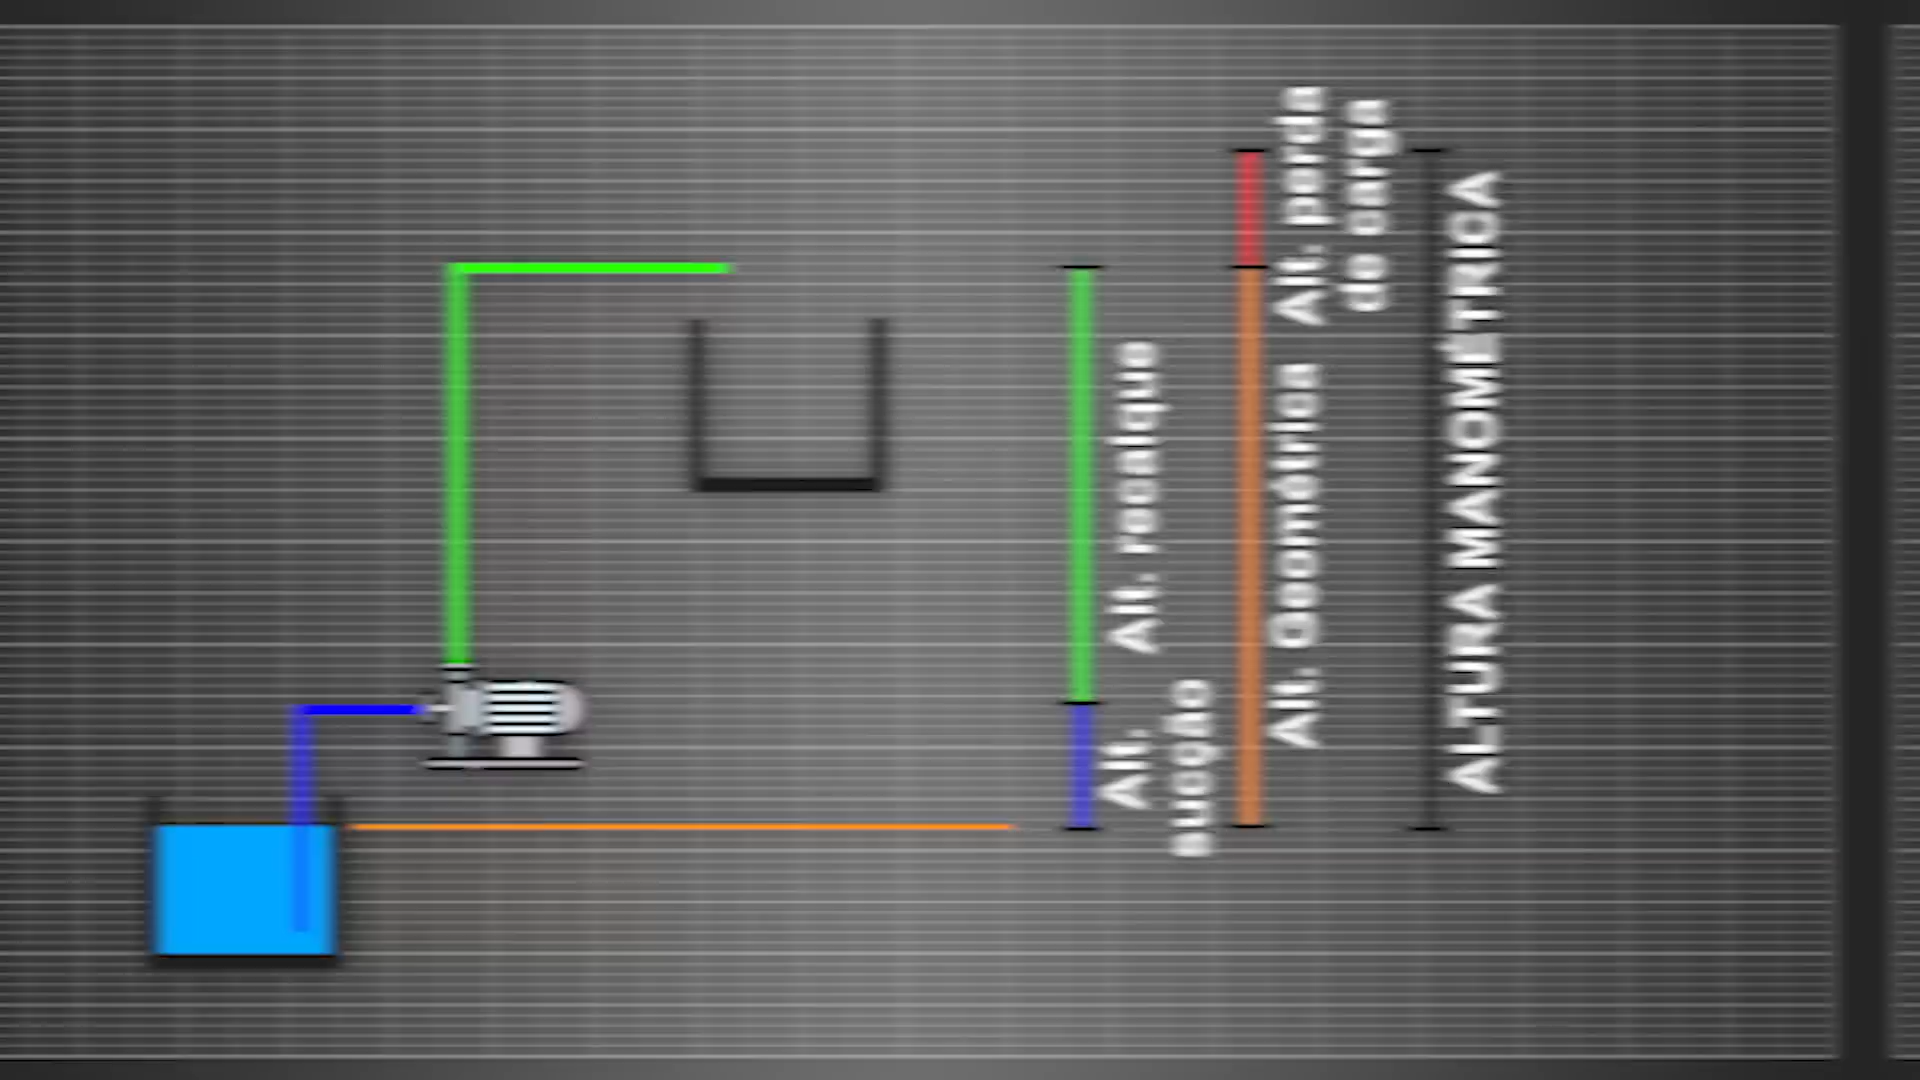 Alt. recalque
Alt.
sucção
Alt. Geométrica
Alt. perda
de carga
ALTURA MANOMÉTRICA